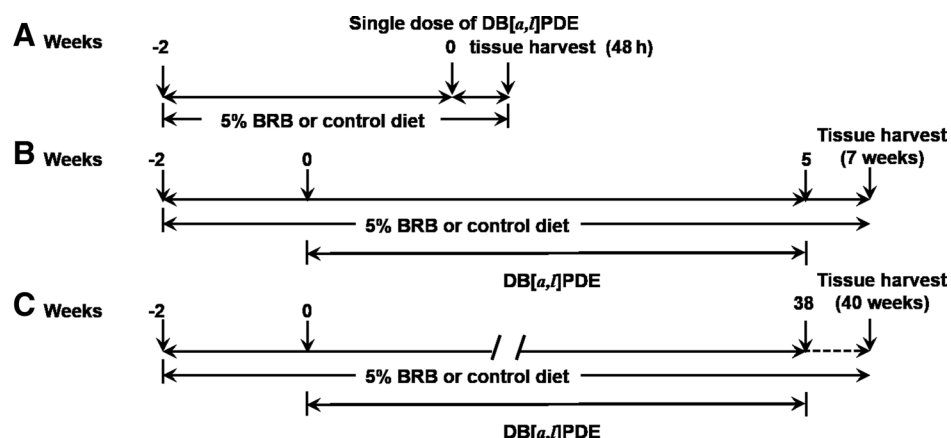 Single dose of DB[a,l]PDE
A Weeks -2 0 tissue harvest (48 h)
5% BRB or control diet
Tissue harvest
B Weeks -2 0 5 (7 weeks)
5% BRB or control diet
DB[a,l]PDE
Tissue harvest
C Weeks -2 0 38 (40 weeks)
5% BRB or control diet
DB[a,l]PDE